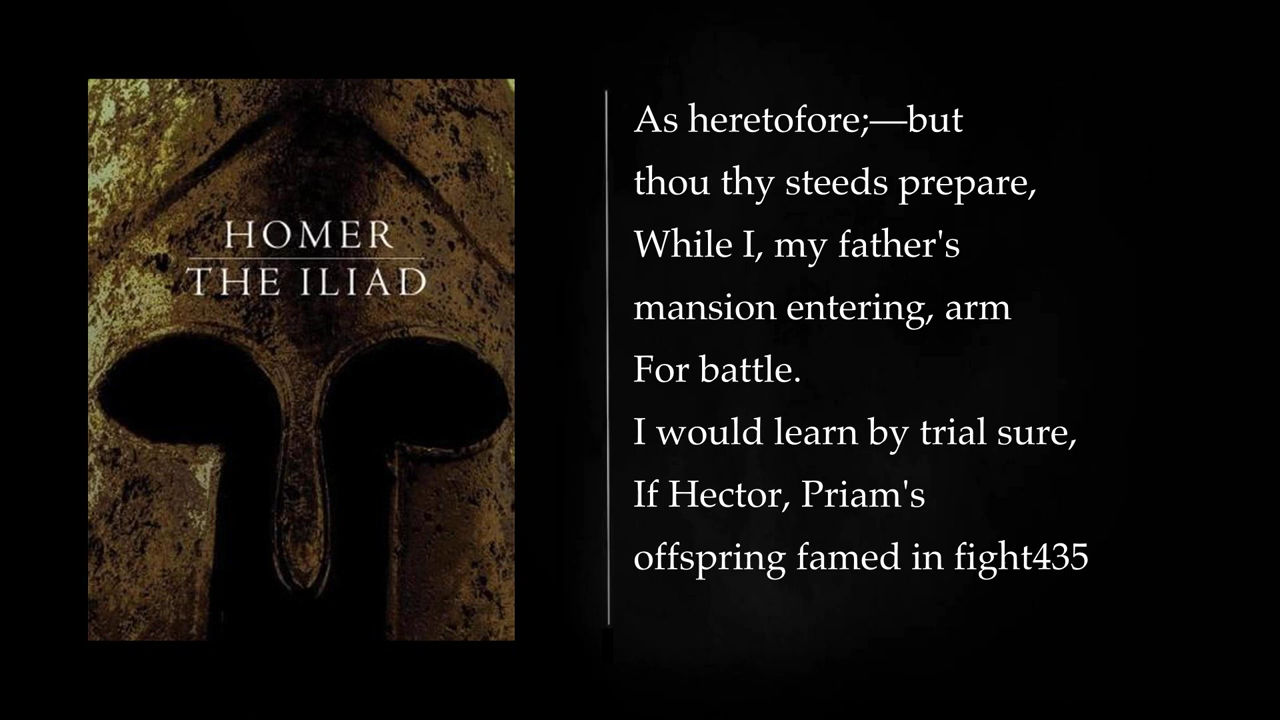 HOMER
THE ILIAD
As heretofore;—but
thou thy steeds prepare,
While I, my father's
mansion entering, arm
For battle.
I would learn by trial sure,
If Hector, Priam's
offspring famed in fight435